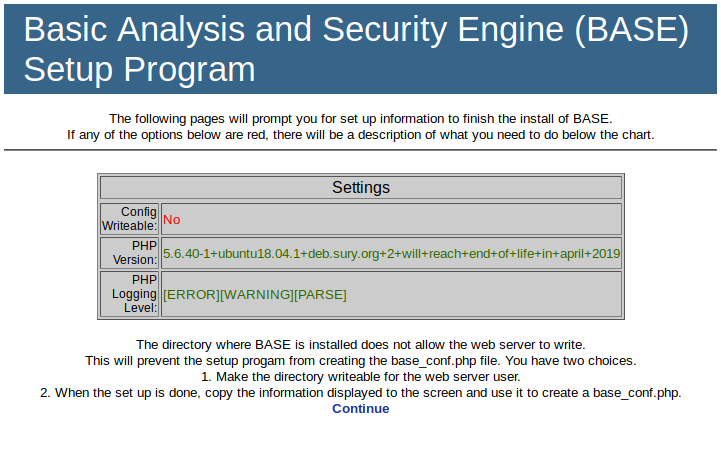 Basic Analysis and Security Engine (BASE)
Setup Program
The following pages will prompt you for set up information to finish the install of BASE.
If any of the options below are red, there will be a description of what you need to do below the chart.
Settings
Config
Writeable:
No
PHP
Version:
5.6.40-1+ubuntu18.04.1+deb.sury.org+2+will+reach+end+of+life+in+april+2019
PHP
Logging
Level:
[ERROR][WARNING][PARSE]
The directory where BASE is installed does not allow the web server to write.
This will prevent the setup progam from creating the base_conf.php file. You have two choices.
1. Make the directory writeable for the web server user.
2. When the set up is done, copy the information displayed to the screen and use it to create a base_conf.php.
Continue